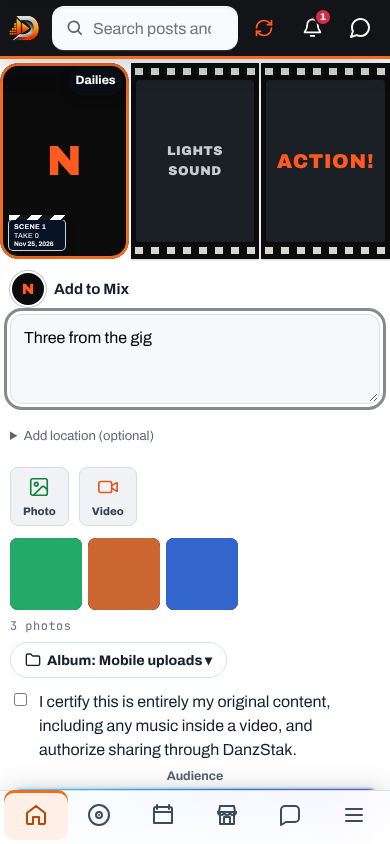 Search posts and
1
Dailies
N
SCENE 1
TAKE 0
Nov 25, 2026
LIGHTS
SOUND
ACTION!
N
Add to Mix
Three from the gig
Add location (optional)
Photo
Video
3 photos
Album: Mobile uploads ▾
I certify this is entirely my original content,
including any music inside a video, and
authorize sharing through DanzStak.
Audience